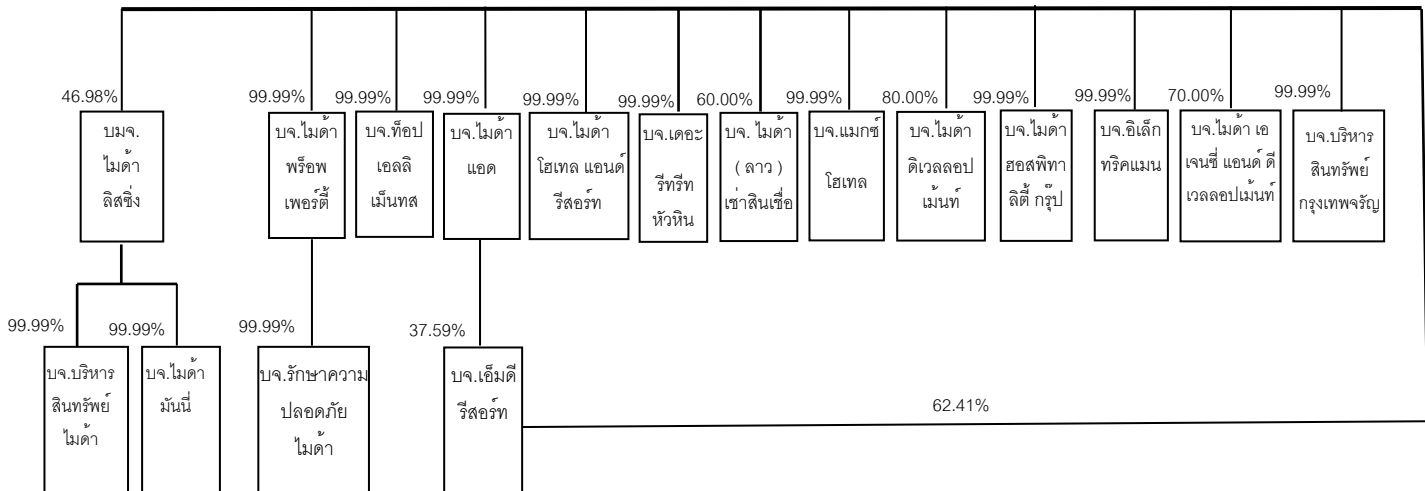 46.98%
บมจ.
ไมด้า
ลิสซิ่ง
99.99%
บจ.ไมด้า
พร็อพ
เพอร์ตี้
99.99%
บจ.ท็อป
เอลลิ
เม็นทส
99.99%
บจ.ไมด้า
แอด
99.99%
บจ.ไมด้า
โฮเทล แอนด์
รีสอร์ท
99.99%
บจ.เดอะ
รีทรีท
หัวหิน
60.00%
บจ. ไมด้า
( ลาว )
เช่าสินเชื่อ
99.99%
บจ.แมกซ์
โฮเทล
80.00%
บจ.ไมด้า
ดิเวลลอป
เม้นท์
99.99%
บจ.ไมด้า
ฮอสพิทา
ลิตี้ กรุ๊ป
99.99%
บจ.อิเล็ก
ทริคแมน
70.00%
บจ.ไมด้า เอ
เจนซี่ แอนด์ ดี
เวลลอปเม้นท์
99.99%
บจ.บริหาร
สินทรัพย์
กรุงเทพจรัญ
99.99%
บจ.บริหาร
สินทรัพย์
ไมด้า
99.99%
บจ.ไมด้า
มันนี่
99.99%
บจ.รักษาความ
ปลอดภัย
ไมด้า
37.59%
บจ.เอ็มดี
รีสอร์ท
62.41%